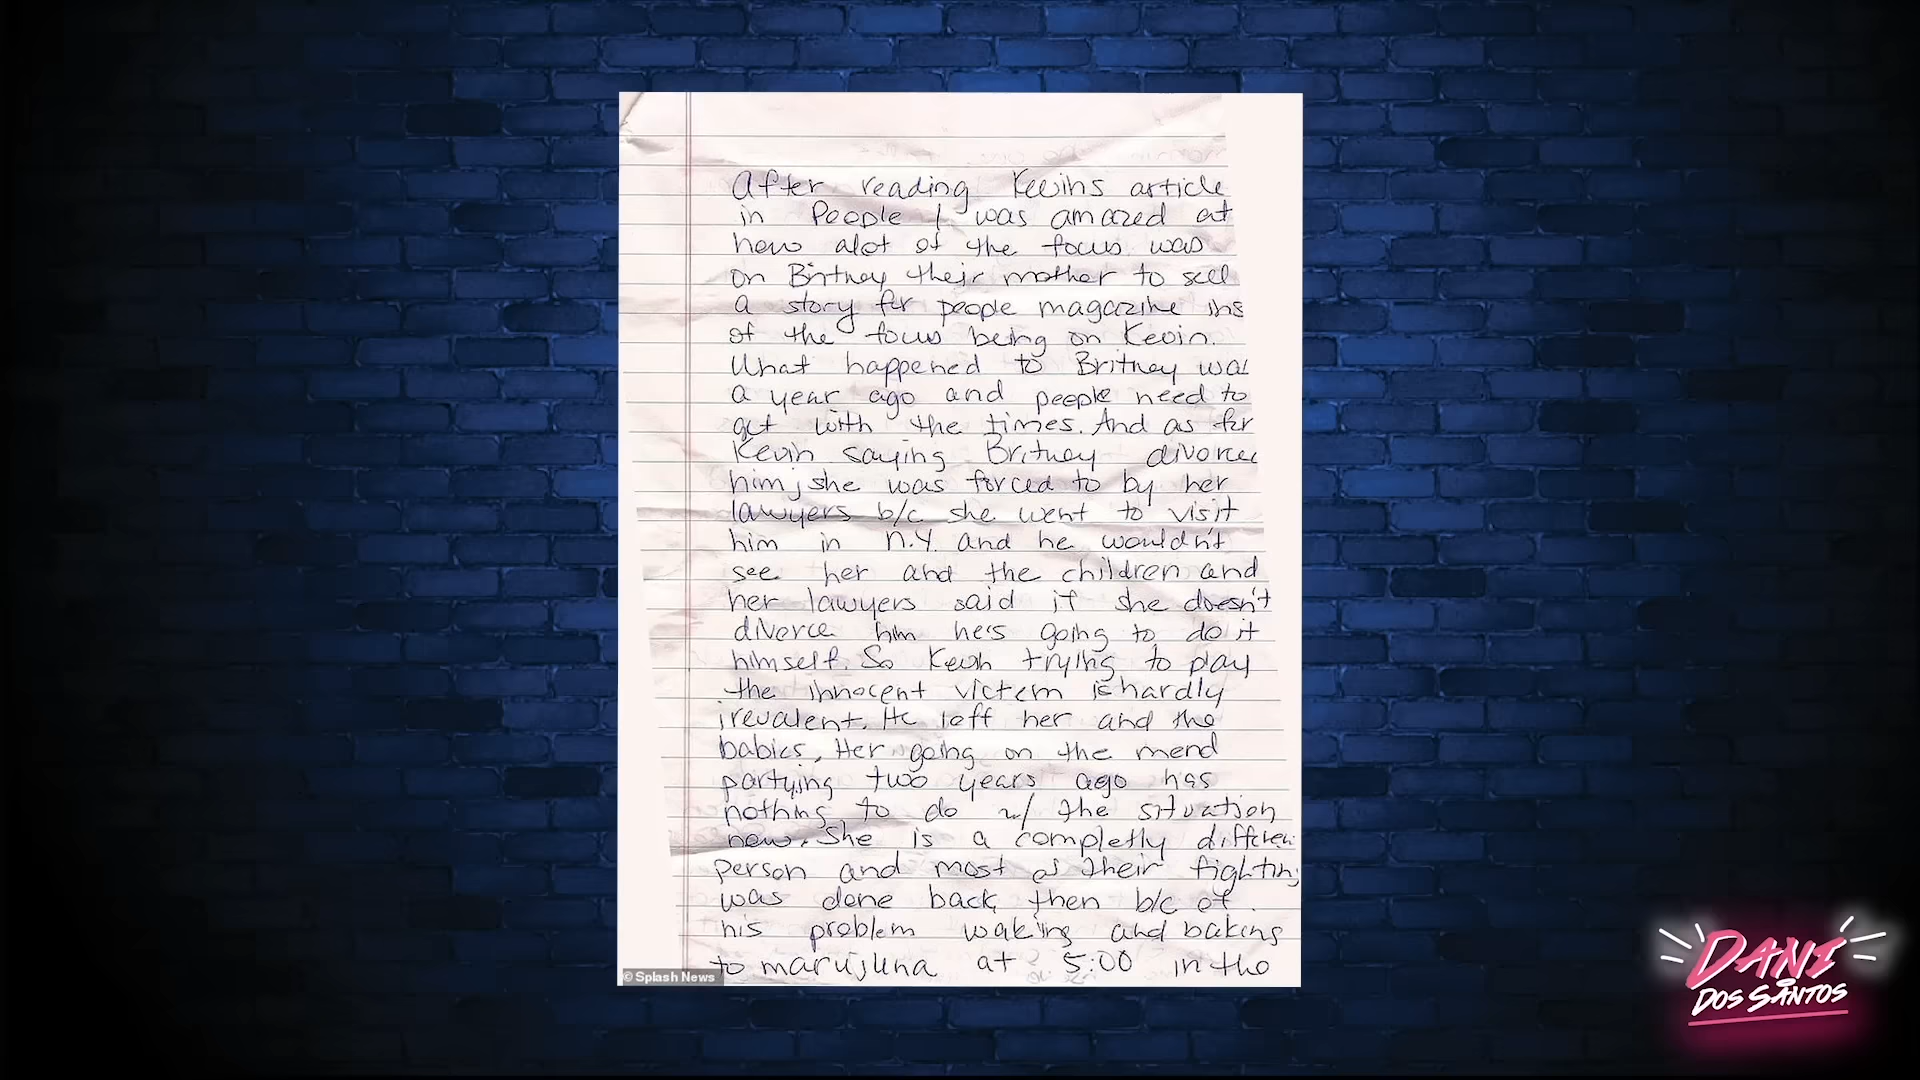 After reading Kevins article
in People I was amazed at
how alot of the focus was
on Britney their mother to sell
a story for people magazine ins
of the focus being on Kevin.
What happened to Britney was
a year ago and people need to
get with the times. And as for
Kevin saying Britney divorce
him, she was forced to by her
lawyers b/c she went to visit
him in N.Y. and he wouldn't
see her and the children and
her lawyers said if she doesn't
divorce him he's going to do it
himself. So Kevin trying to play
the innocent victem is hardly
irevalent. He left her and the
babies. Her going on the mend
partying two years ago has
nothing to do w/ the situation
now. She is a completly differen
person and most of their fighting
was done back then b/c of
his problem waking and baking
to marujuna at 5:00 in the
© Splash News
DANI
DOS SANTOS